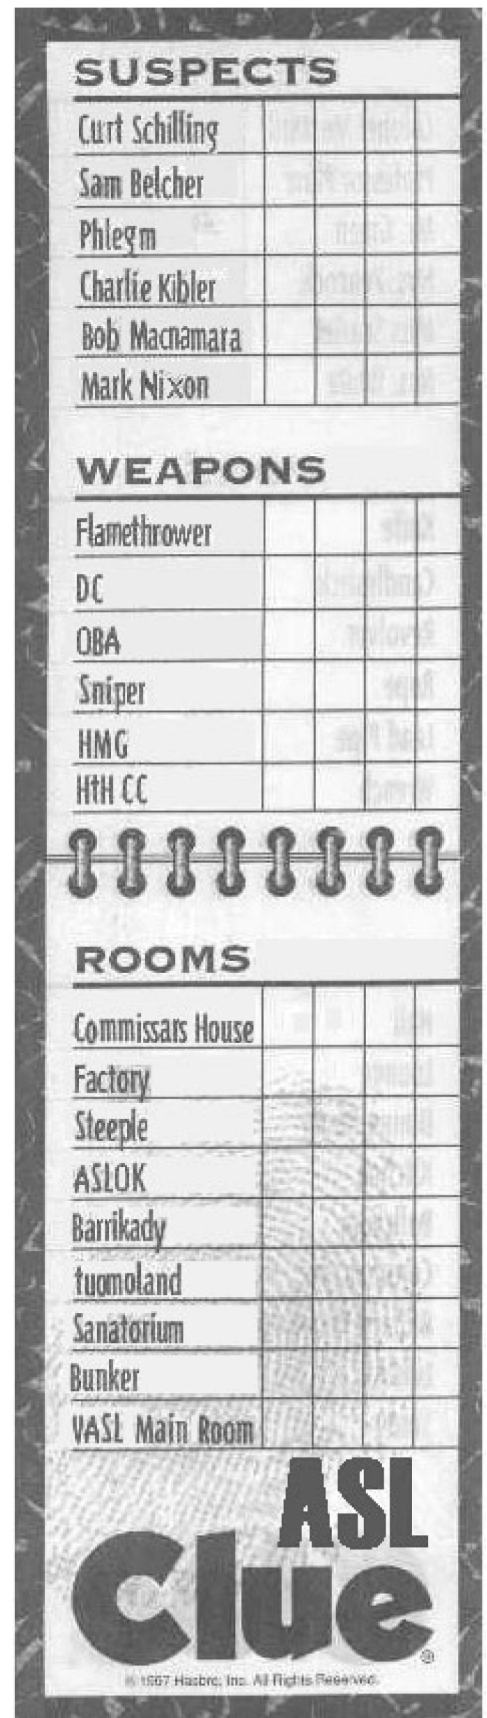 SUSPECTS
Curt Schilling
Sam Belcher
Phlegm
Charlie Kibler
Bob Macnamara
Mark Nixon
WEAPONS
Flamethrower
DC
OBA
Sniper
HMG
HtH CC
ROOMS
Commissars House
Factory
Steeple
ASLOK
Barrikady
tuomoland
Sanatorium
Bunker
VASL Main Room
ASL
Clue®
© 1997 Hasbro, Inc. All Rights Reserved.